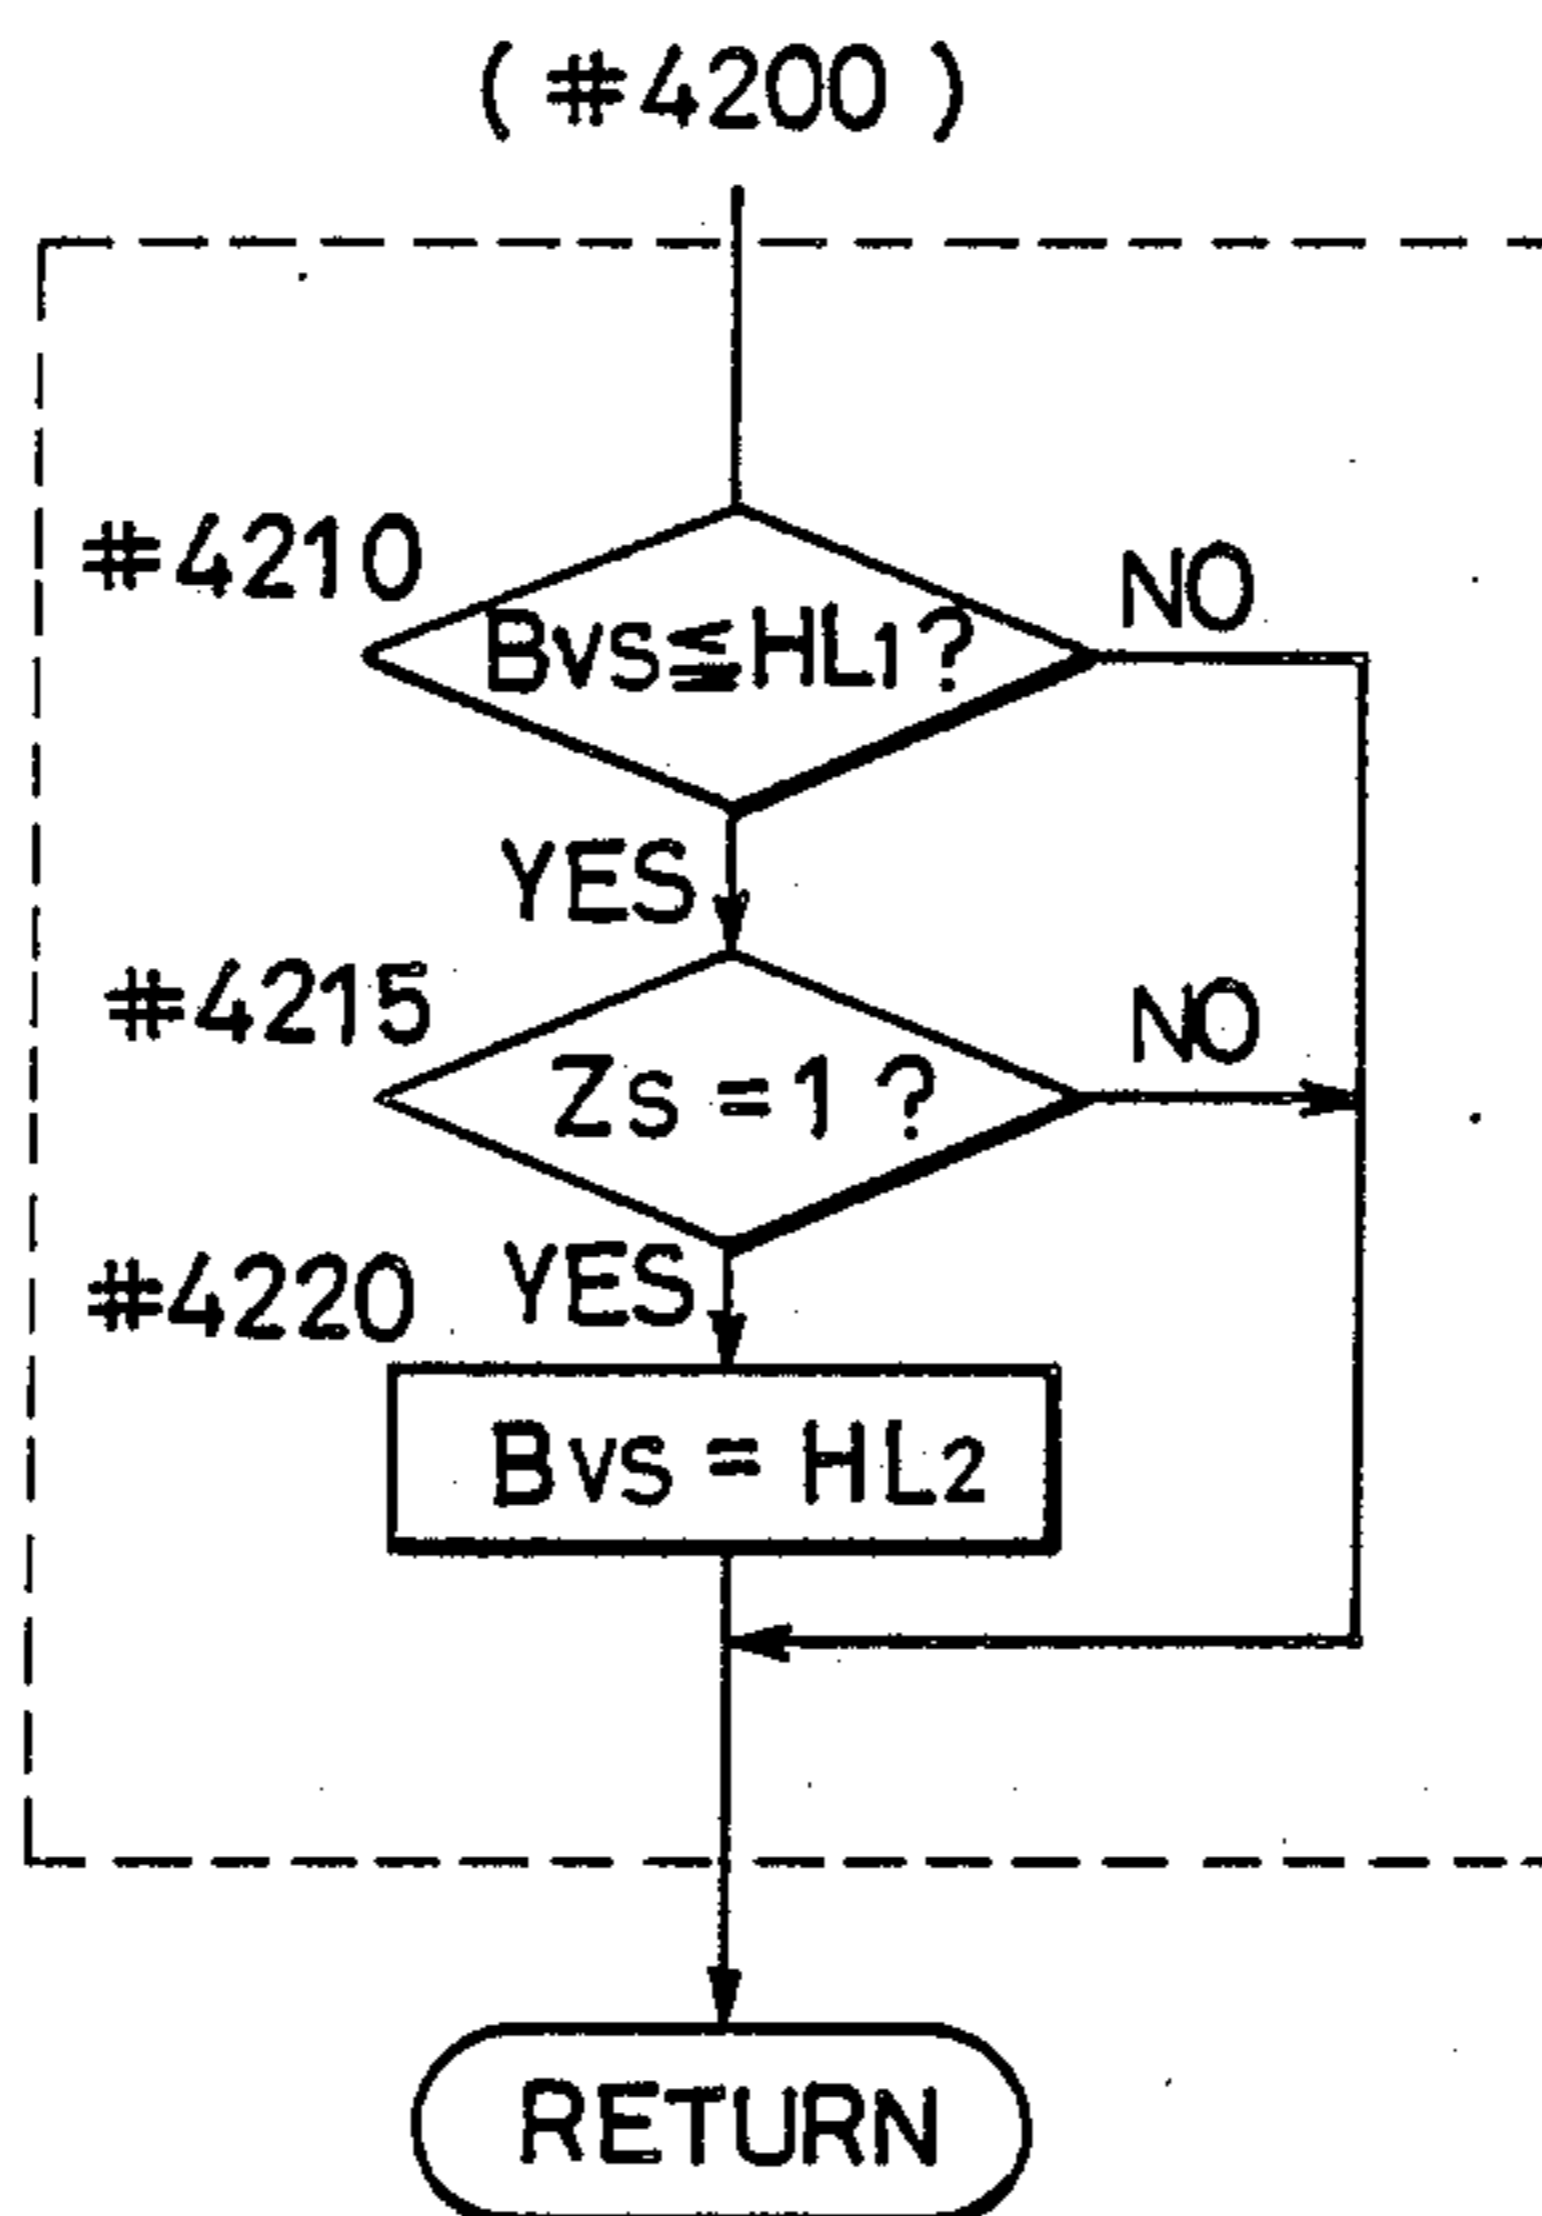 ( #4200 )
#4210
Bvs≦HL1?
NO
YES
#4215
Zs=1?
NO
#4220
YES
Bvs = HL2
RETURN